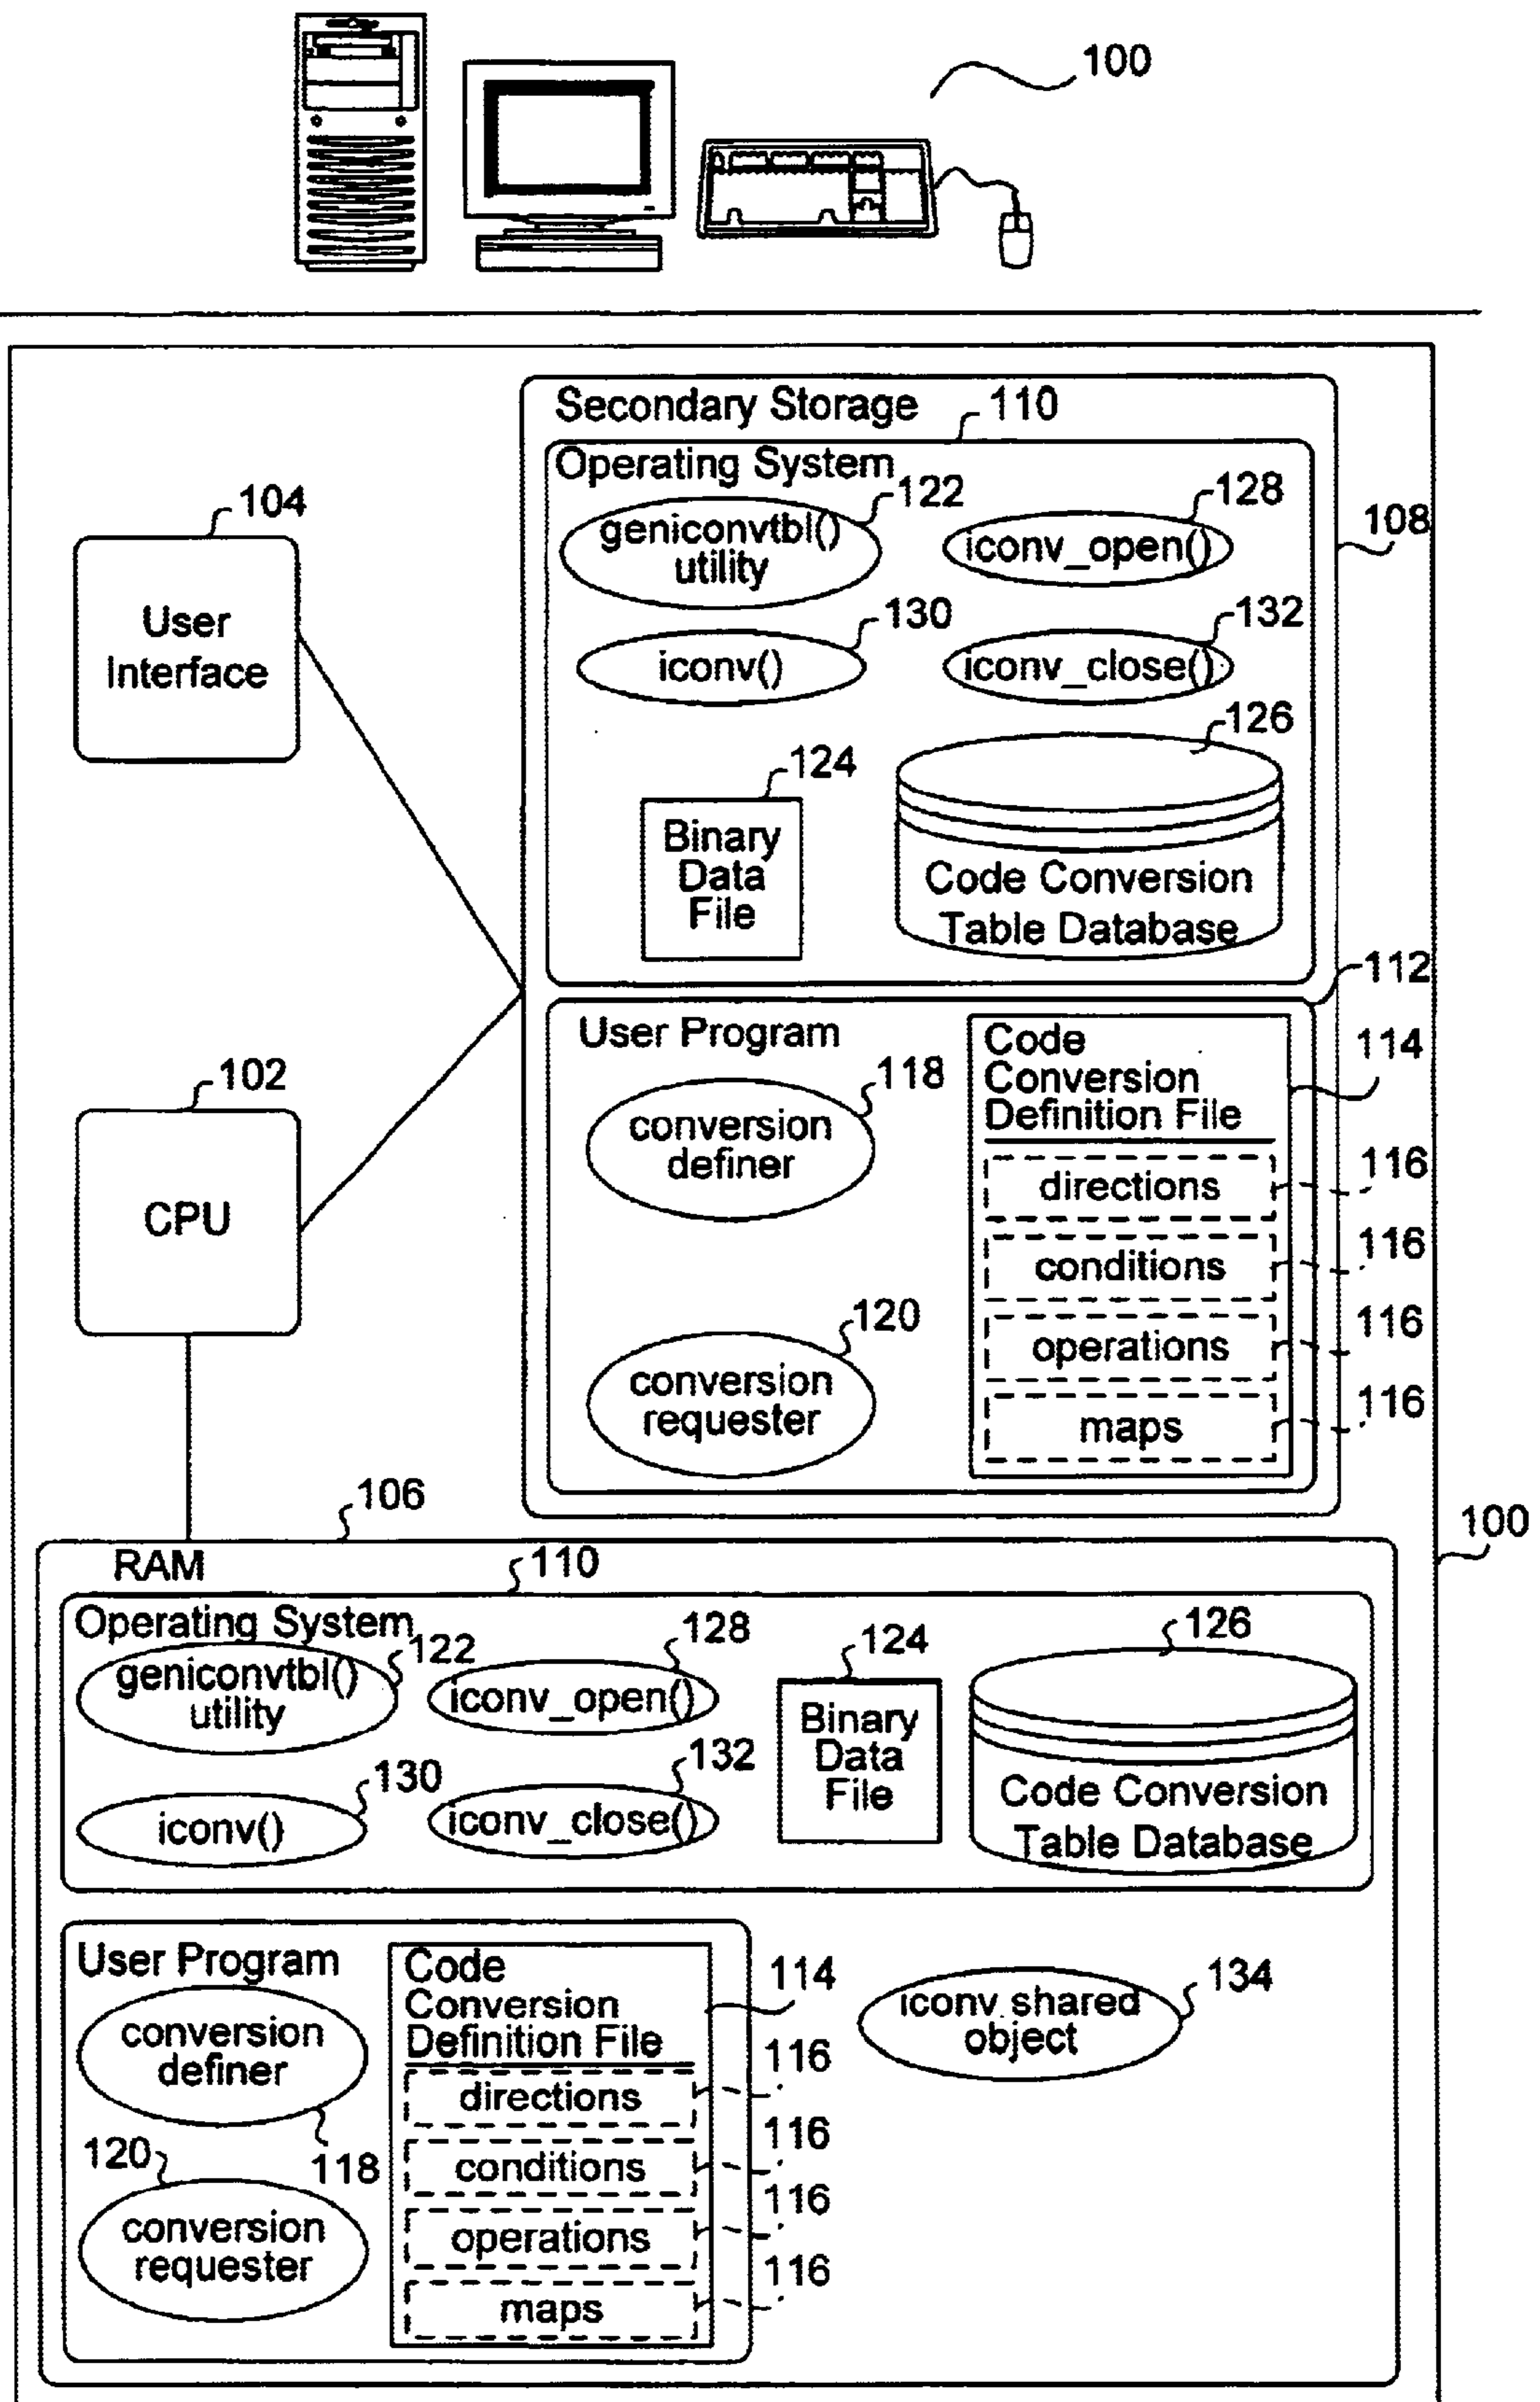 100
Secondary Storage
110
Operating System
geniconvtbl()
utility
122
iconv_open()
128
108
104
User
Interface
iconv()
130
iconv_close()
132
126
124
Binary
Data
File
Code Conversion
Table Database
112
User Program
Code
Conversion
Definition File
114
118
conversion
definer
102
CPU
directions
116
conditions
116
operations
116
maps
116
120
conversion
requester
106
100
RAM
110
Operating System
geniconvtbl()
utility
122
iconv_open()
128
124
Binary
Data
File
126
Code Conversion
Table Database
iconv()
130
iconv_close()
132
User Program
conversion
definer
118
120
conversion
requester
Code
Conversion
Definition File
114
directions
116
conditions
116
operations
116
maps
116
iconv shared
object
134